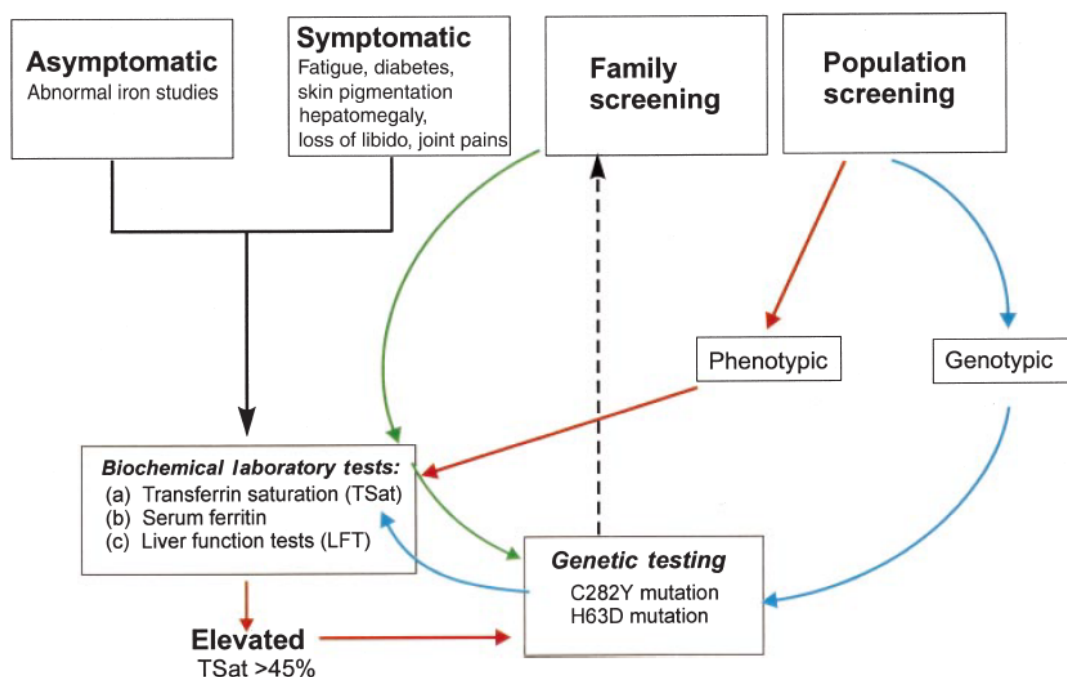 Asymptomatic
Abnormal iron studies
Symptomatic
Fatigue, diabetes,
skin pigmentation
hepatomegaly,
loss of libido, joint pains
Family
screening
Population
screening
Phenotypic
Genotypic
Biochemical laboratory tests:
(a) Transferrin saturation (TSat)
(b) Serum ferritin
(c) Liver function tests (LFT)
Genetic testing
C282Y mutation
H63D mutation
Elevated
TSat >45%